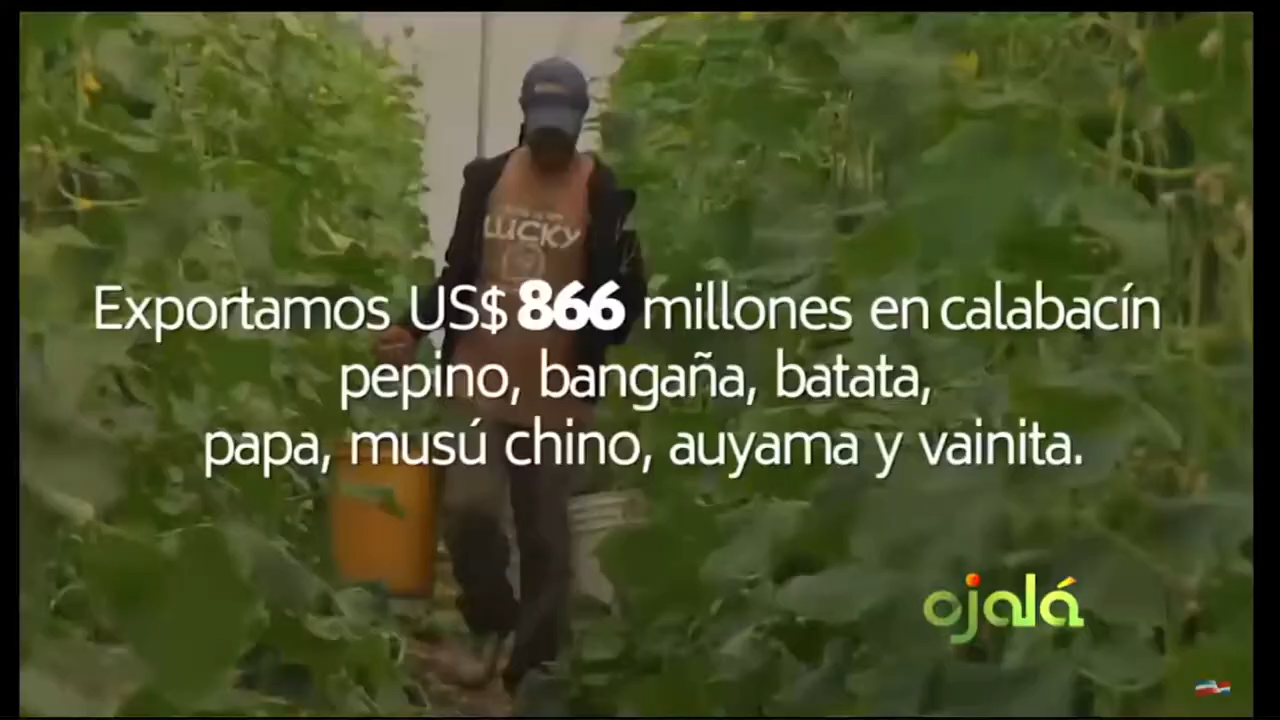 LUCKY
Exportamos US$ 866 millones en calabacín
pepino, bangaña, batata,
papa, musú chino, auyama y vainita.
ojalá